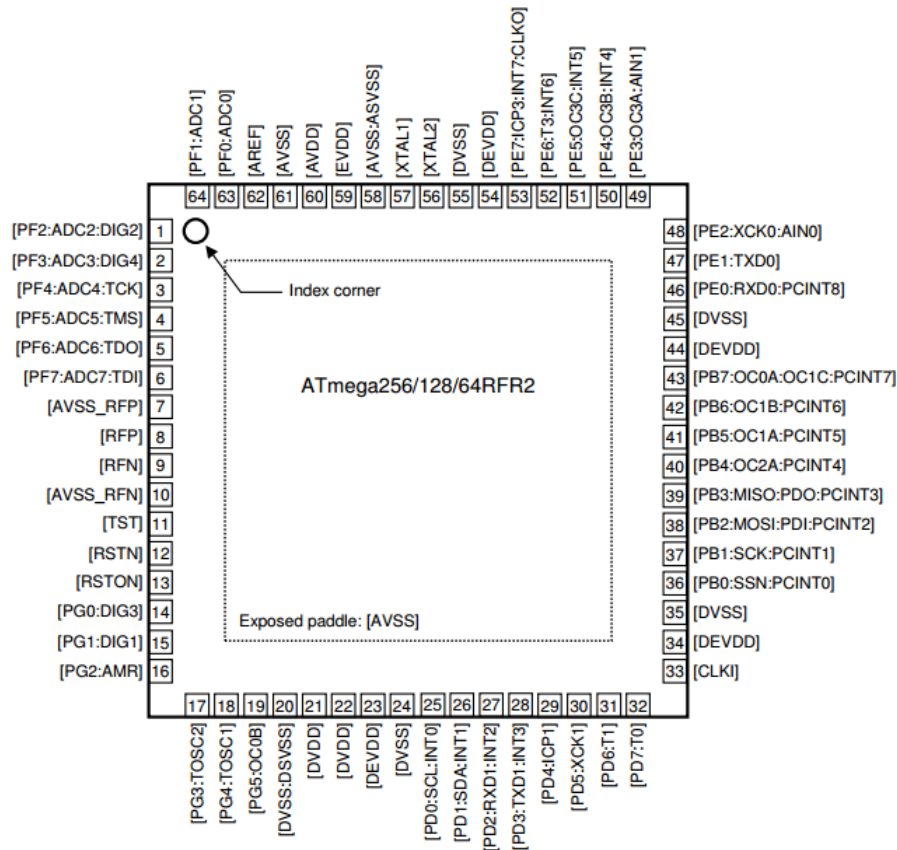 [PF1:ADC1]
[PF0:ADC0]
[AREF]
[AVSS]
[AVDD]
[EVDD]
[AVSS:ASVSS]
[XTAL1]
[XTAL2]
[DVSS]
[DEVDD]
[PE7:ICP3:INT7:CLKO]
[PE6:T3:INT6]
[PE5:OC3C:INT5]
[PE4:OC3B:INT4]
[PE3:OC3A:AIN1]
64 63 62 61 60 59 58 57 56 55 54 53 52 51 50 49
[PF2:ADC2:DIG2] 1
[PF3:ADC3:DIG4] 2
[PF4:ADC4:TCK] 3
[PF5:ADC5:TMS] 4
[PF6:ADC6:TDO] 5
[PF7:ADC7:TDI] 6
[AVSS_RFP] 7
[RFP] 8
[RFN] 9
[AVSS_RFN] 10
[TST] 11
[RSTN] 12
[RSTON] 13
[PG0:DIG3] 14
[PG1:DIG1] 15
[PG2:AMR] 16
Index corner
ATmega256/128/64RFR2
Exposed paddle: [AVSS]
48 [PE2:XCK0:AIN0]
47 [PE1:TXD0]
46 [PE0:RXD0:PCINT8]
45 [DVSS]
44 [DEVDD]
43 [PB7:OC0A:OC1C:PCINT7]
42 [PB6:OC1B:PCINT6]
41 [PB5:OC1A:PCINT5]
40 [PB4:OC2A:PCINT4]
39 [PB3:MISO:PDO:PCINT3]
38 [PB2:MOSI:PDI:PCINT2]
37 [PB1:SCK:PCINT1]
36 [PB0:SSN:PCINT0]
35 [DVSS]
34 [DEVDD]
33 [CLKI]
17 18 19 20 21 22 23 24 25 26 27 28 29 30 31 32
[PG3:TOSC2]
[PG4:TOSC1]
[PG5:OC0B]
[DVSS:DSVSS]
[DVDD]
[DVDD]
[DEVDD]
[DVSS]
[PD0:SCL:INT0]
[PD1:SDA:INT1]
[PD2:RXD1:INT2]
[PD3:TXD1:INT3]
[PD4:ICP1]
[PD5:XCK1]
[PD6:T1]
[PD7:T0]